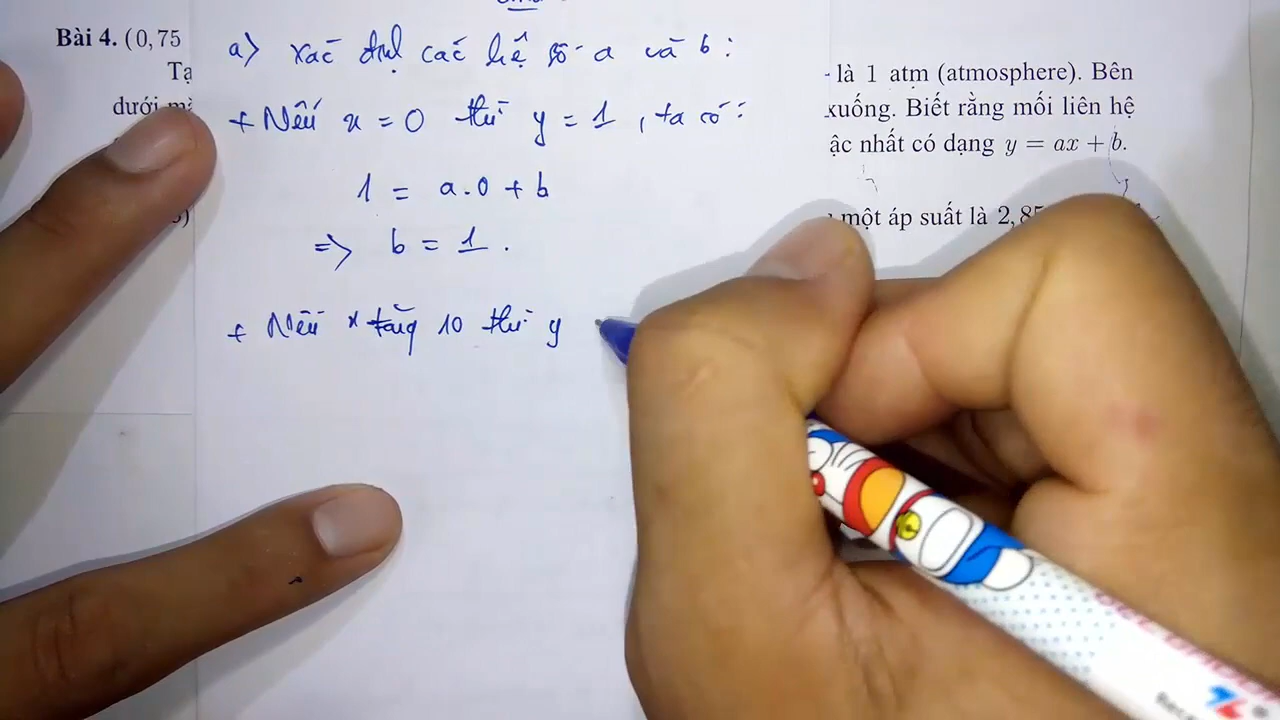 Bài 4. (0,75
Tạ
dưới
a) xác định các hệ số a và b :
+ Nếu x = 0 thì y = 1 , ta có :
1 = a.0 + b
=> b = 1 .
+ Nếu x tăng 10 thì y
là 1 atm (atmosphere). Bên
xuống. Biết rằng mối liên hệ
ậc nhất có dạng y = ax + b.
một áp suất là 2,85